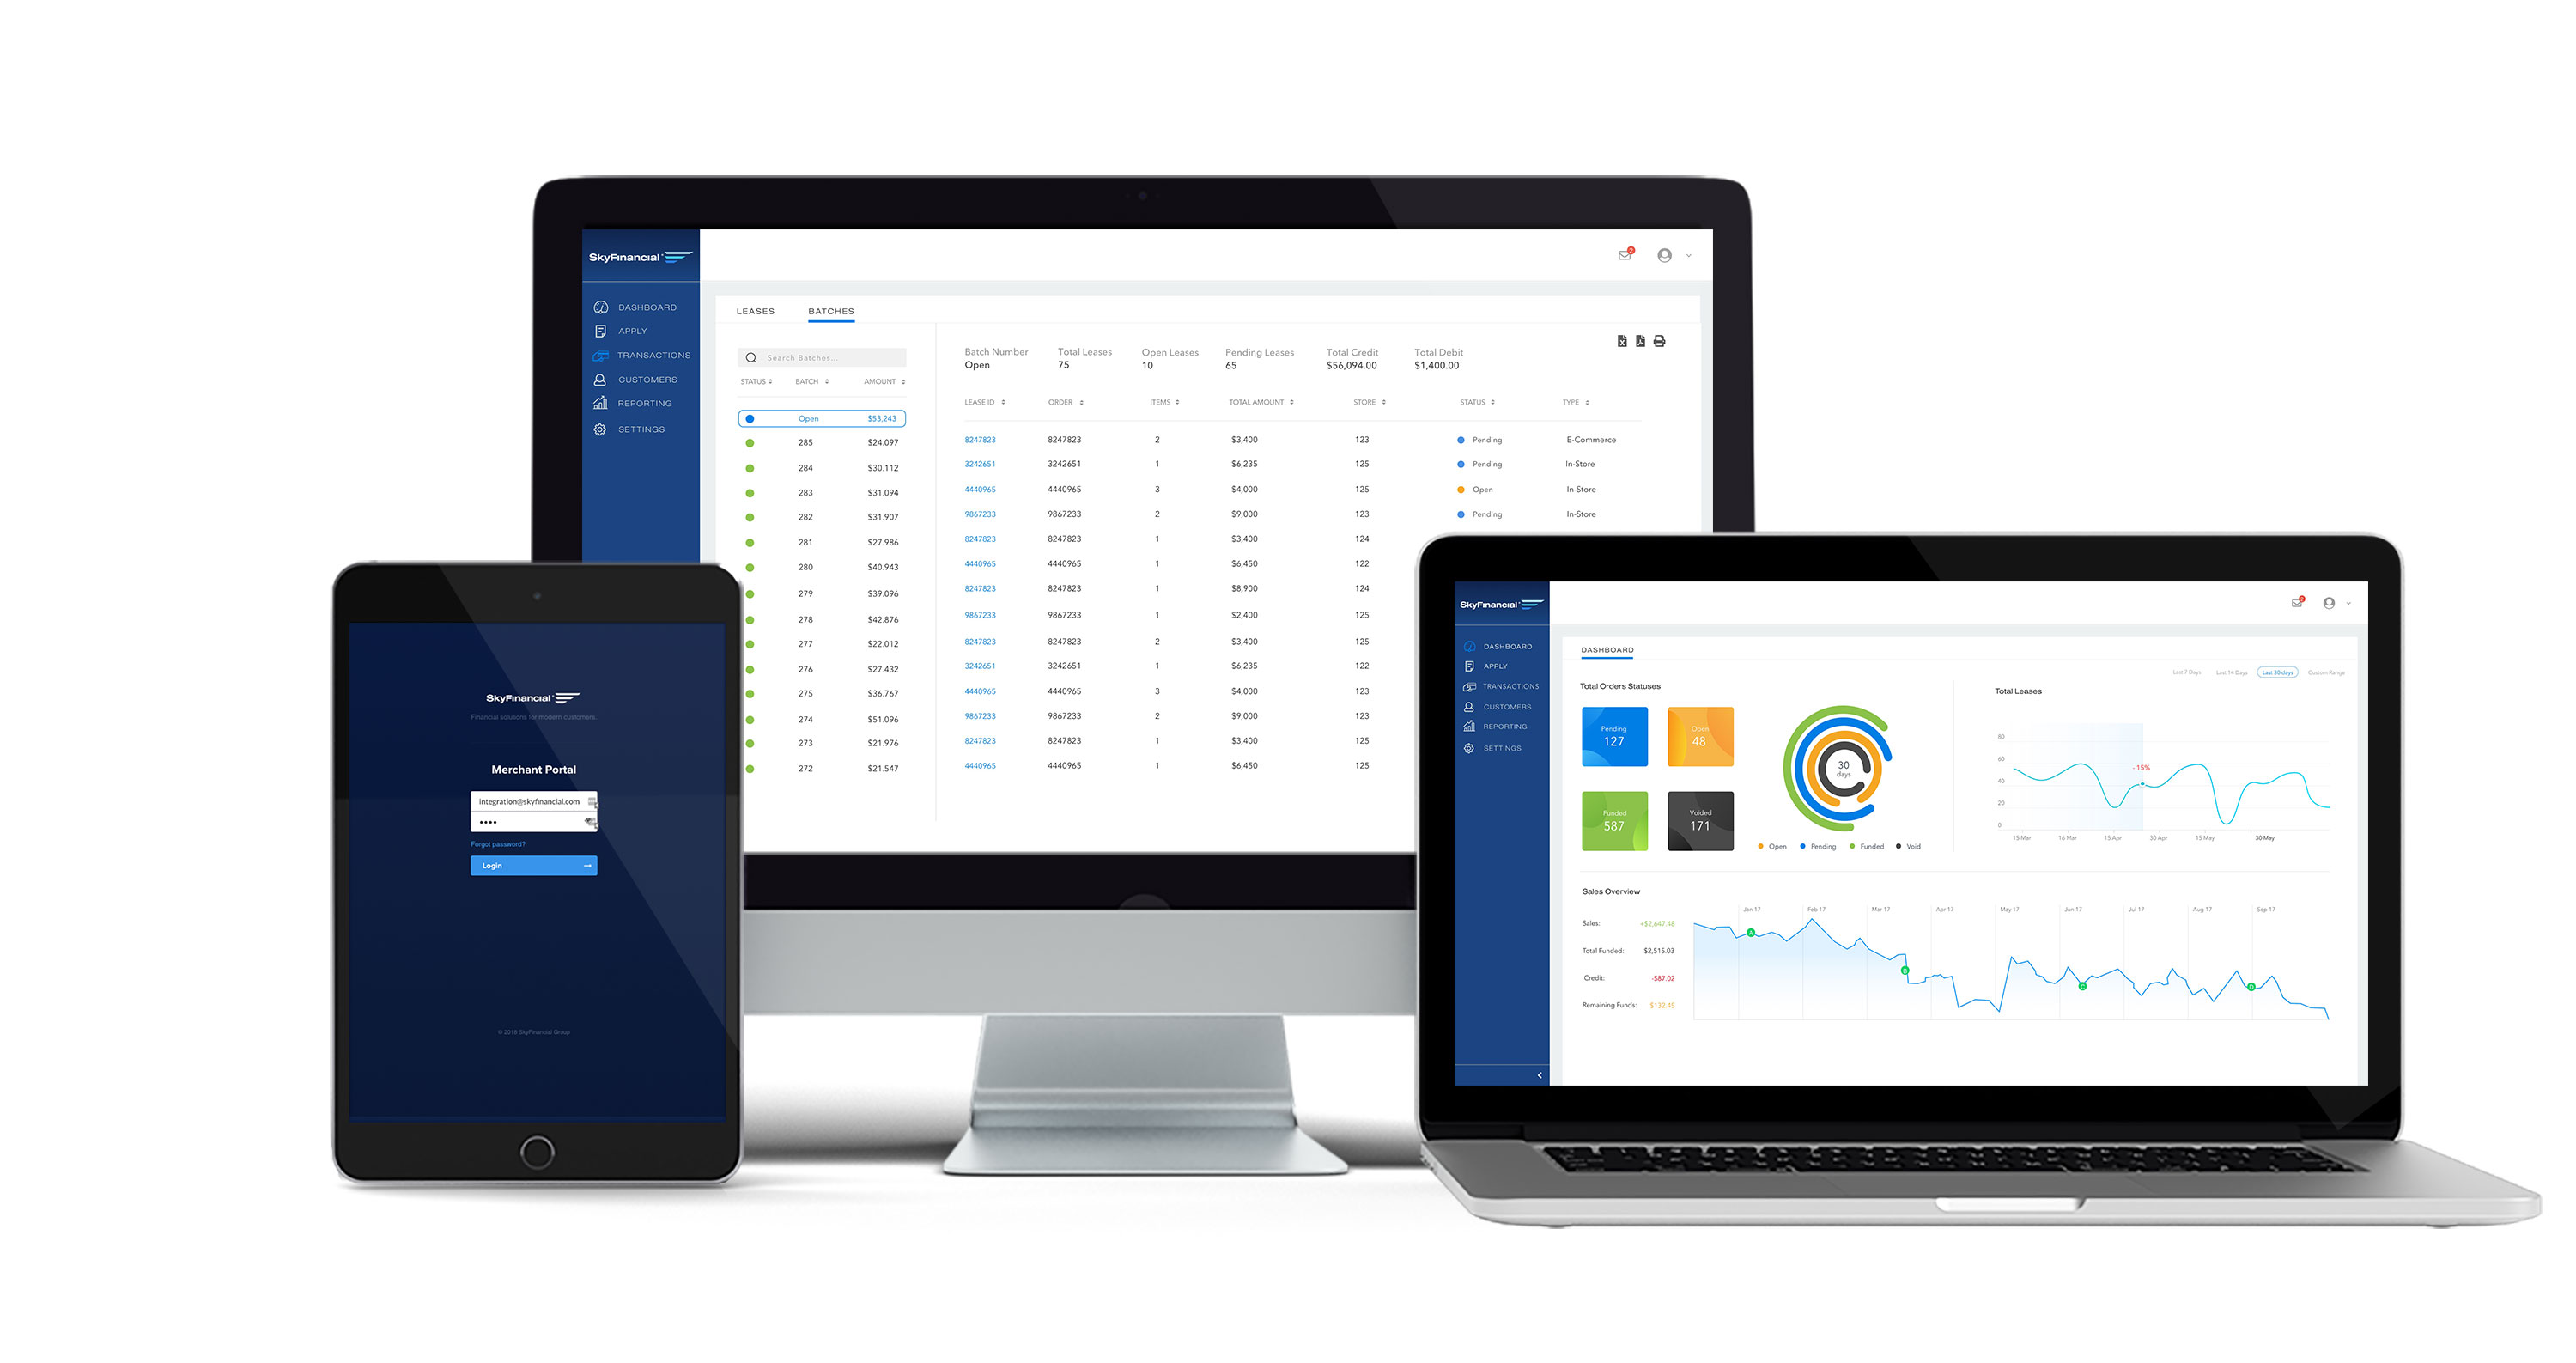 SkyFinancial
DASHBOARD
APPLY
TRANSACTIONS
CUSTOMERS
REPORTING
SETTINGS
2
LEASES BATCHES
Search Batches...
STATUS BATCH AMOUNT
Open $53,243
285 $24.097
284 $30.112
283 $31.094
282 $31.907
281 $27.986
280 $40.943
279 $39.096
278 $42.876
277 $22.012
276 $27.432
275 $36.767
274 $51.096
273 $21.976
272 $21.547
Batch Number Total Leases Open Leases Pending Leases Total Credit Total Debit
Open 75 10 65 $56,094.00 $1,400.00
LEASE ID ORDER ITEMS TOTAL AMOUNT STORE STATUS TYPE
8247823 8247823 2 $3,400 123 Pending E-Commerce
3242651 3242651 1 $6,235 125 Pending In-Store
4440965 4440965 3 $4,000 125 Open In-Store
9867233 9867233 2 $9,000 123 Pending In-Store
8247823 8247823 1 $3,400 124
4440965 4440965 1 $6,450 122
8247823 8247823 1 $8,900 124
9867233 9867233 1 $2,400 125
8247823 8247823 2 $3,400 125
3242651 3242651 1 $6,235 122
4440965 4440965 3 $4,000 123
9867233 9867233 2 $9,000 123
8247823 8247823 1 $3,400 125
4440965 4440965 1 $6,450 125
SkyFinancial
Financial solutions for modern customers.
Merchant Portal
integration@skyfinancial.com
Forgot password?
Login
© 2018 SkyFinancial Group
SkyFinancial
DASHBOARD
APPLY
TRANSACTIONS
CUSTOMERS
REPORTING
SETTINGS
2
DASHBOARD
Last 7 Days Last 14 Days Last 30 days Custom Range
Total Orders Statuses
Pending
127
Open
48
Funded
587
Voided
171
30
days
Open Pending Funded Void
Total Leases
80
60
40
20
0
- 15%
15 Mar 16 Mar 15 Apr 30 Apr 15 May 30 May
Sales Overview
Sales: +$2,647.48
Total Funded: $2,515.03
Credit: -$87.02
Remaining Funds: $132.45
Jan 17 Feb 17 Mar 17 Apr 17 May 17 Jun 17 Jul 17 Aug 17 Sep 17
A
B
C
D